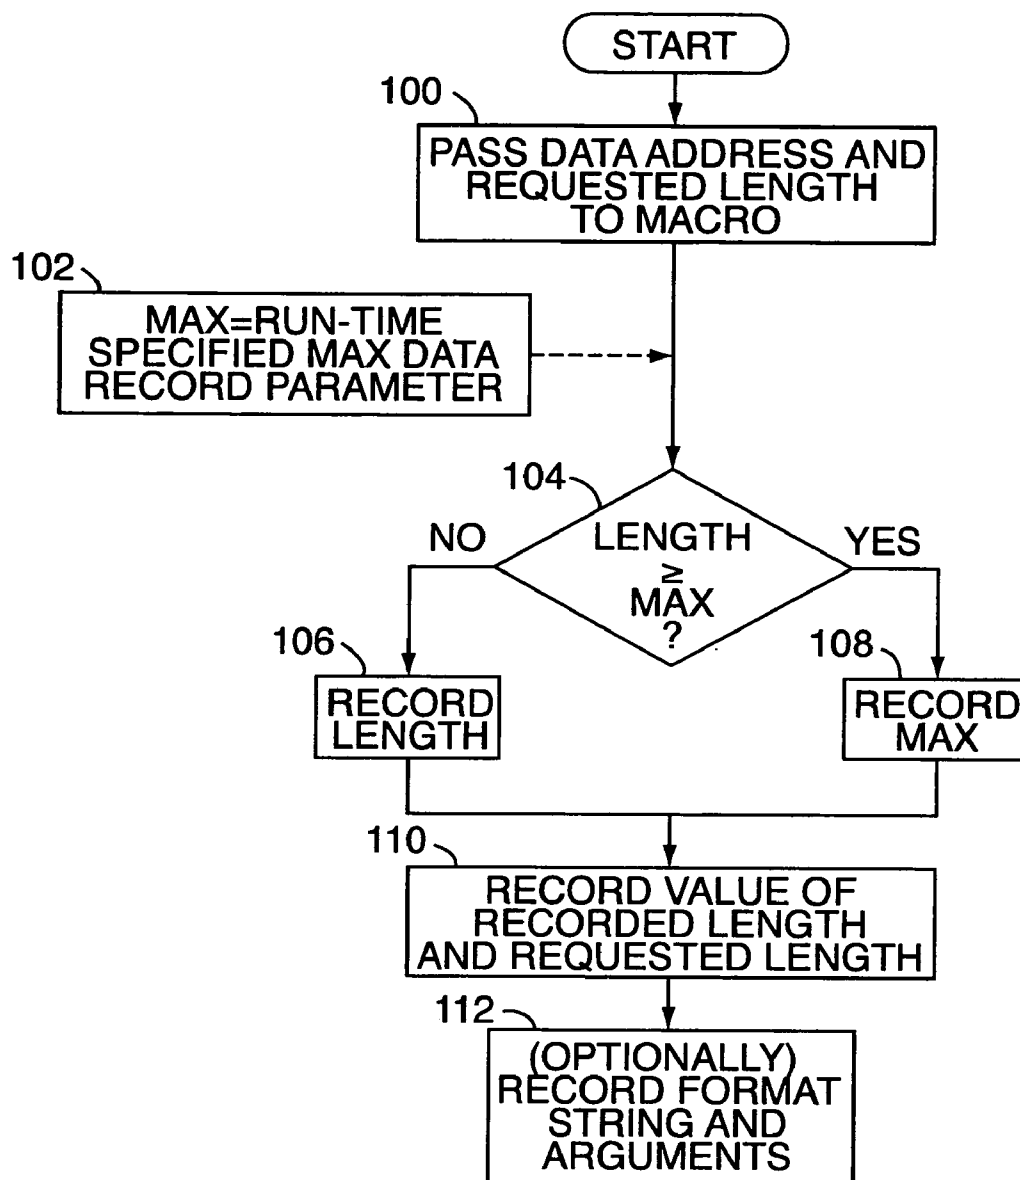 START
100
PASS DATA ADDRESS AND
REQUESTED LENGTH
TO MACRO
102
MAX=RUN-TIME
SPECIFIED MAX DATA
RECORD PARAMETER
104
NO
LENGTH
≥
MAX
?
YES
106
RECORD
LENGTH
108
RECORD
MAX
110
RECORD VALUE OF
RECORDED LENGTH
AND REQUESTED LENGTH
112
(OPTIONALLY)
RECORD FORMAT
STRING AND
ARGUMENTS